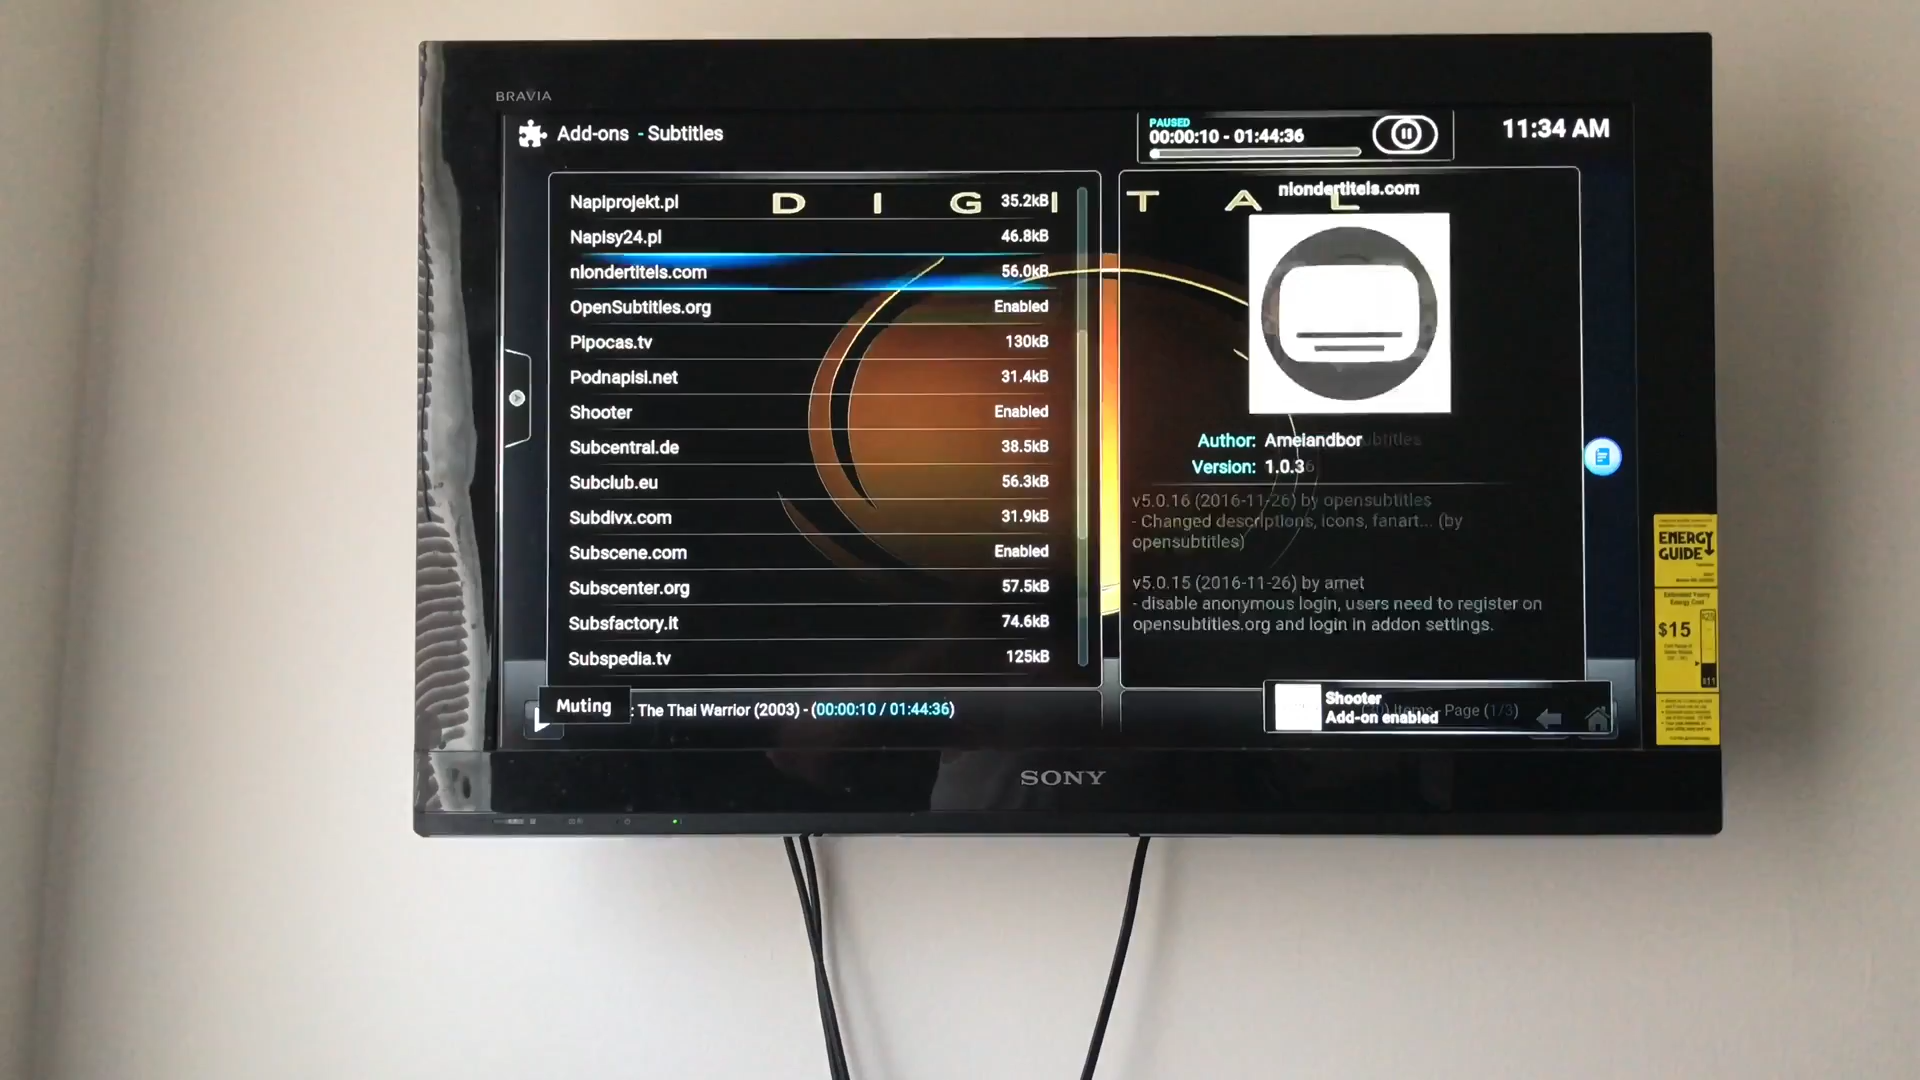 BRAVIA
Add-ons - Subtitles
PAUSED
00:00:10 - 01:44:36
11:34 AM
D I G I T A L
Napiprojekt.pl 35.2kB
Napisy24.pl 46.8kB
nlondertitels.com 56.0kB
OpenSubtitles.org Enabled
Pipocas.tv 130kB
Podnapisi.net 31.4kB
Shooter Enabled
Subcentral.de 38.5kB
Subclub.eu 56.3kB
Subdivx.com 31.9kB
Subscene.com Enabled
Subscenter.org 57.5kB
Subsfactory.it 74.6kB
Subspedia.tv 125kB
nlondertitels.com
Author: Amelandbor
Version: 1.0.3
v5.0.16 (2016-11-26) by opensubtitles
- Changed descriptions, icons, fanart... (by
opensubtitles)
v5.0.15 (2016-11-26) by arnet
- disable anonymous login, users need to register on
opensubtitles.org and login in addon settings.
Muting
: The Thai Warrior (2003) - (00:00:10 / 01:44:36)
Shooter
Add-on enabled
items - Page (1/3)
SONY
ENERGY
GUIDE
Estimated Yearly
Energy Cost
$15